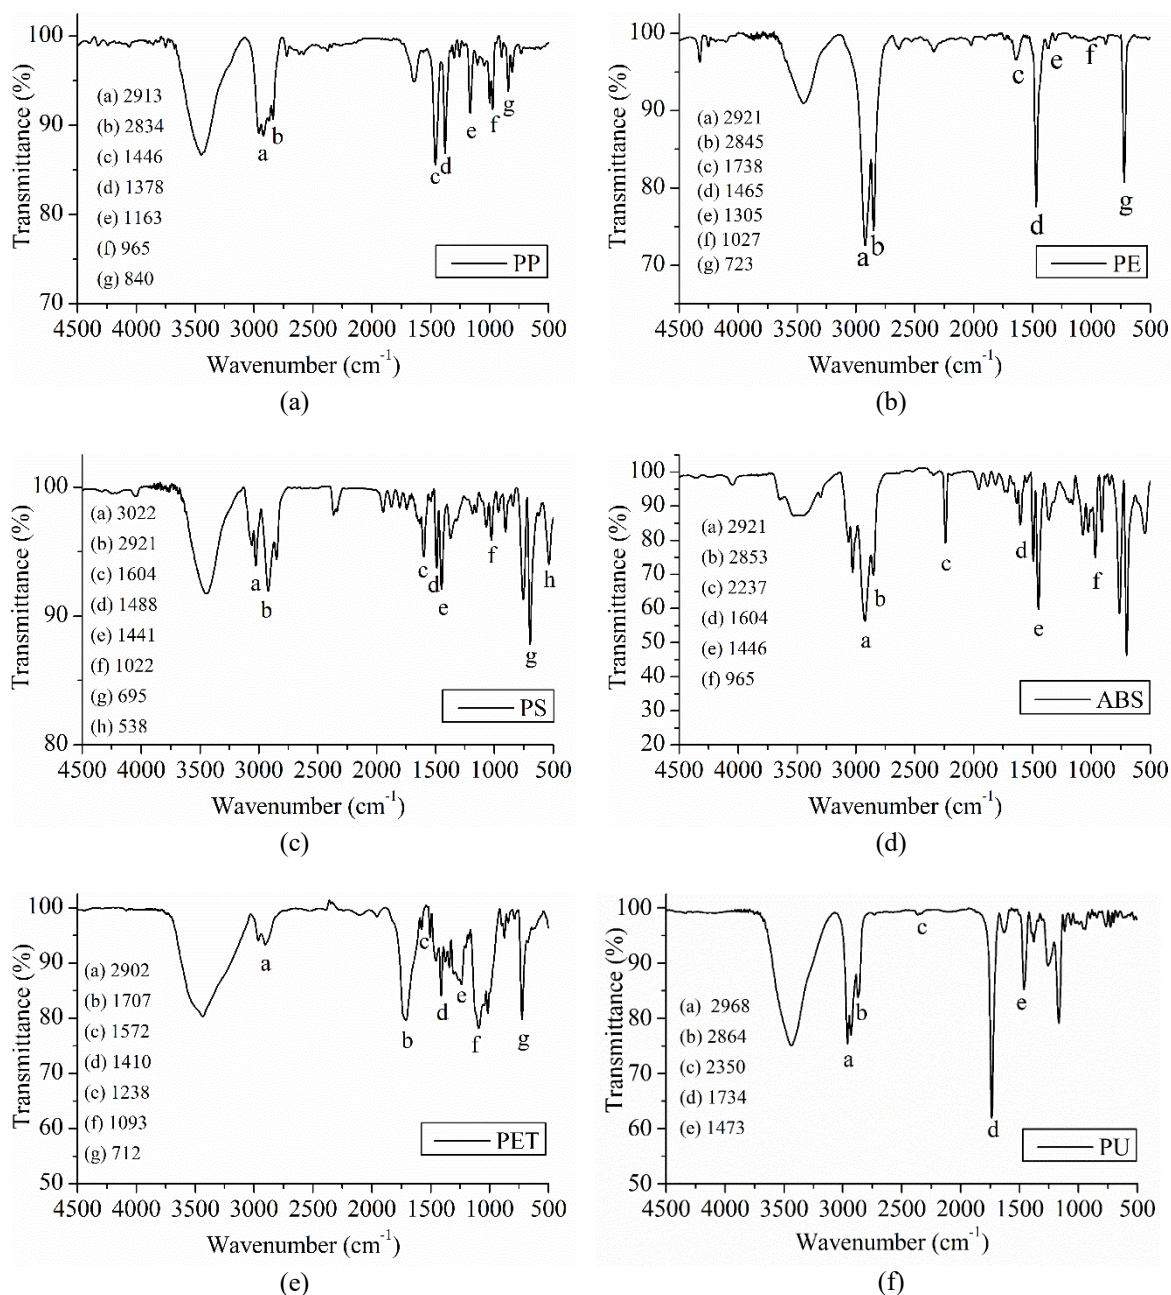 100
90
80
70
Transmittance (%)
(a) 2913
(b) 2834
(c) 1446
(d) 1378
(e) 1163
(f) 965
(g) 840
a
b
c
d
e
f
g
PP
4500 4000 3500 3000 2500 2000 1500 1000 500
Wavenumber (cm⁻¹)
(a)
100
90
80
70
Transmittance (%)
(a) 2921
(b) 2845
(c) 1738
(d) 1465
(e) 1305
(f) 1027
(g) 723
a
b
c
d
e
f
g
PE
4500 4000 3500 3000 2500 2000 1500 1000 500
Wavenumber (cm⁻¹)
(b)
100
90
80
Transmittance (%)
(a) 3022
(b) 2921
(c) 1604
(d) 1488
(e) 1441
(f) 1022
(g) 695
(h) 538
a
b
c
d
e
f
g
h
PS
4500 4000 3500 3000 2500 2000 1500 1000 500
Wavenumber (cm⁻¹)
(c)
100
90
80
70
60
50
40
30
20
Transmittance (%)
(a) 2921
(b) 2853
(c) 2237
(d) 1604
(e) 1446
(f) 965
a
b
c
d
e
f
ABS
4500 4000 3500 3000 2500 2000 1500 1000 500
Wavenumber (cm⁻¹)
(d)
100
90
80
70
60
50
Transmittance (%)
(a) 2902
(b) 1707
(c) 1572
(d) 1410
(c) 1238
(f) 1093
(g) 712
a
b
c
d
e
f
g
PET
4500 4000 3500 3000 2500 2000 1500 1000 500
Wavenumber (cm⁻¹)
(e)
100
90
80
70
60
50
Transmittance (%)
(a) 2968
(b) 2864
(c) 2350
(d) 1734
(e) 1473
a
b
c
d
e
PU
4500 4000 3500 3000 2500 2000 1500 1000 500
Wavenumber (cm⁻¹)
(f)